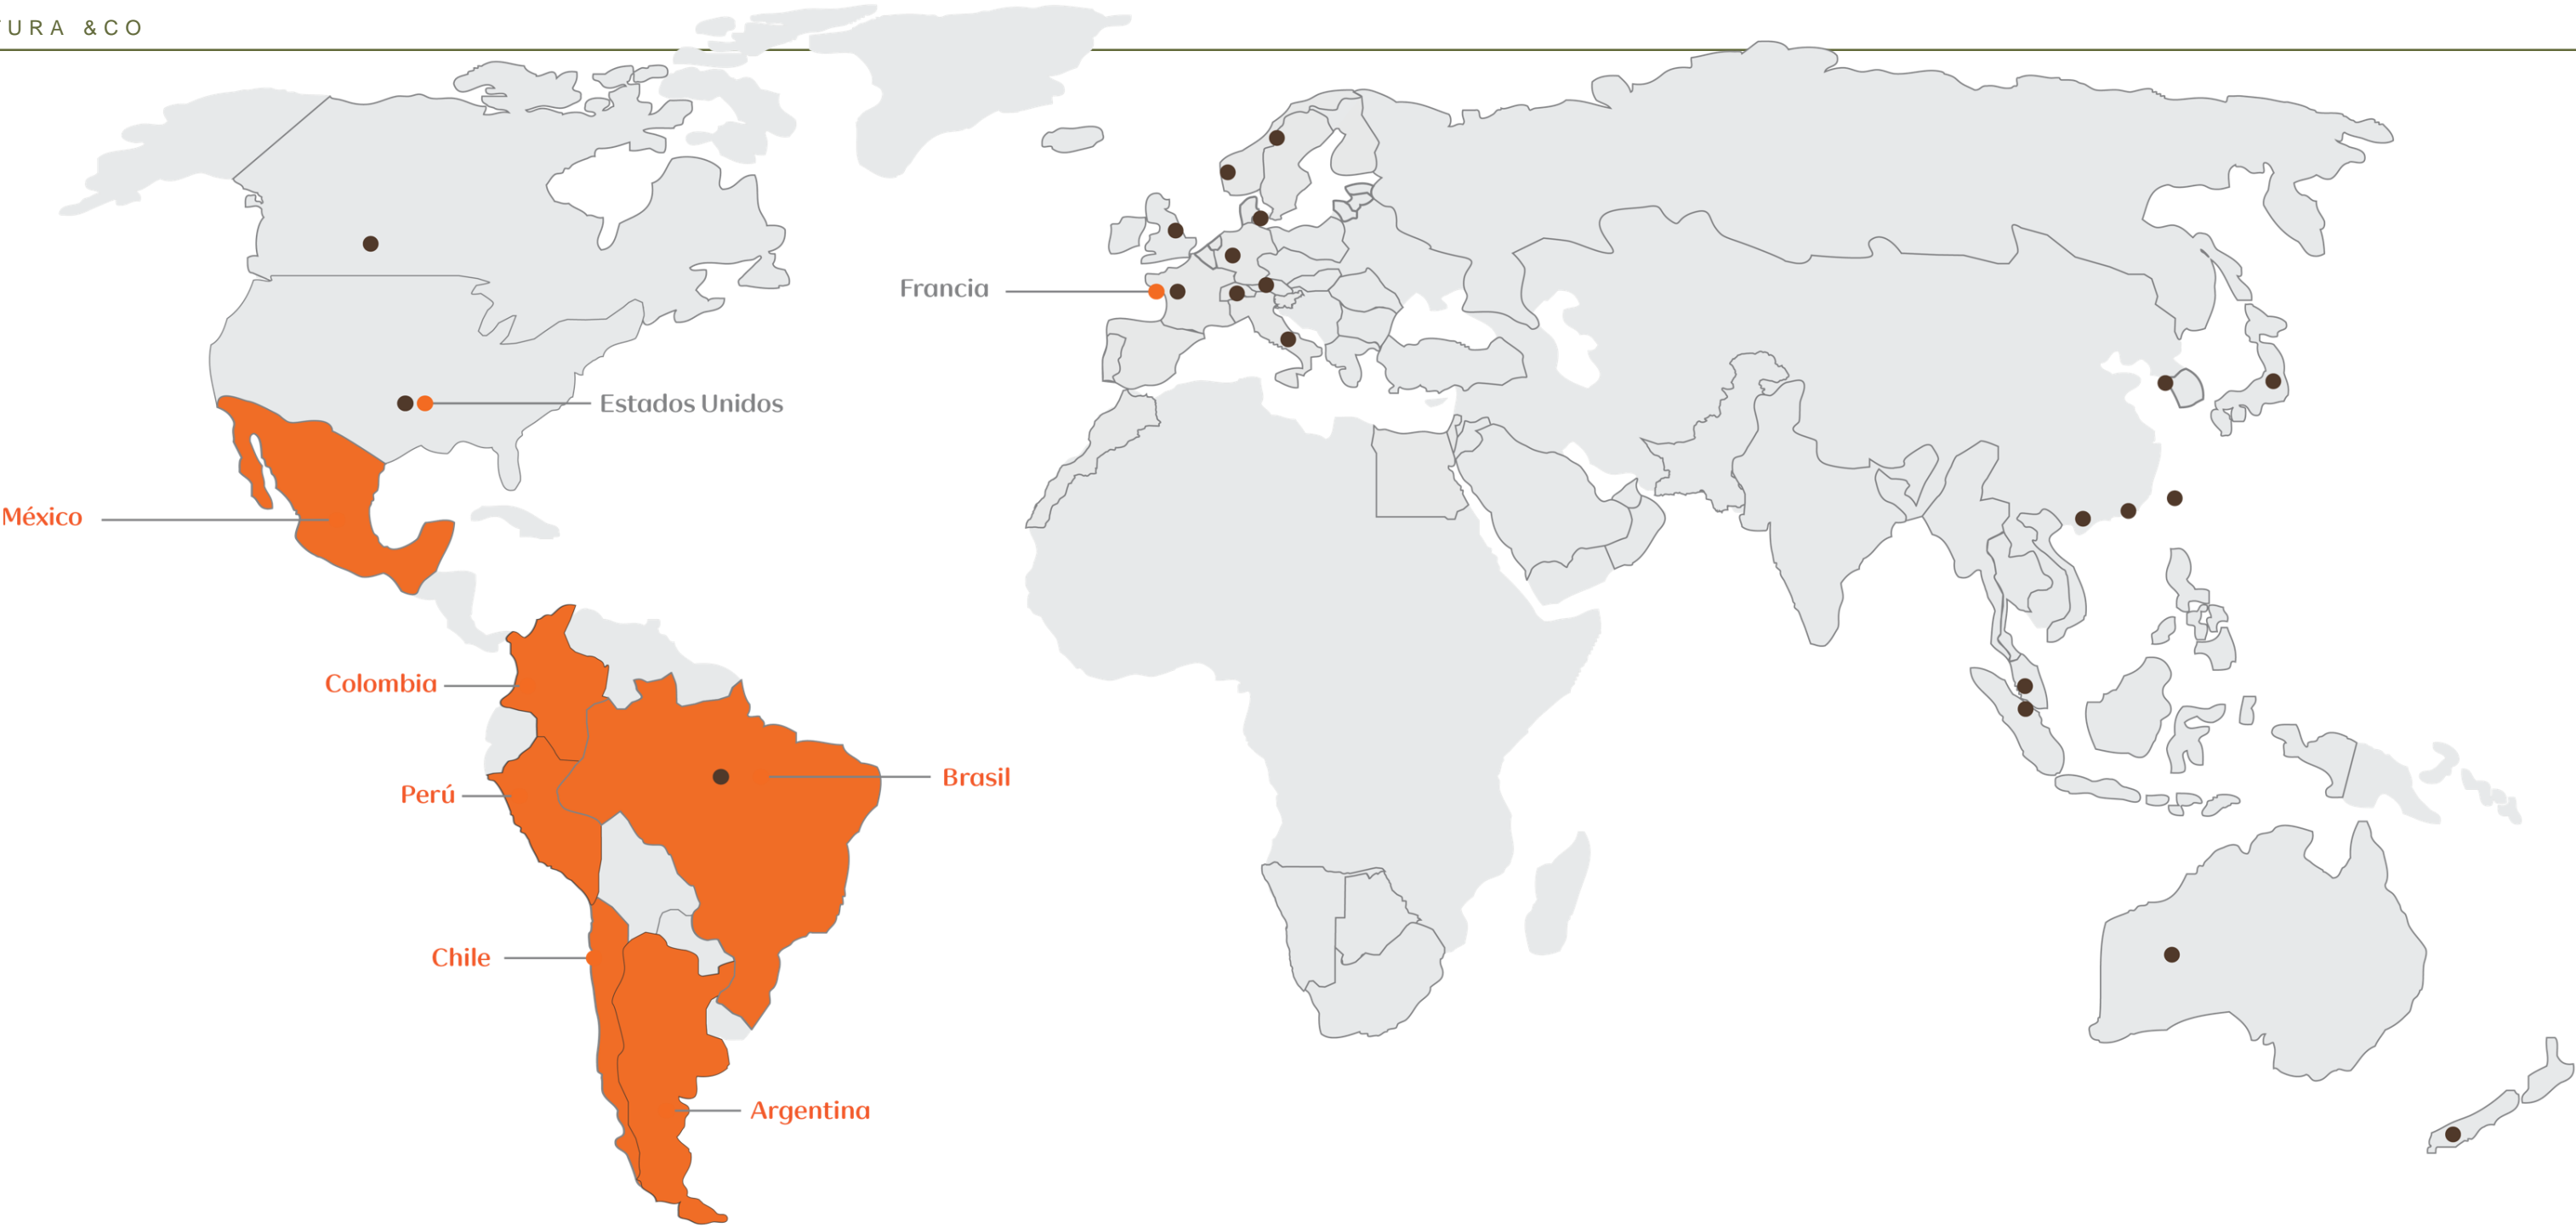 URA &CO
Francia
Estados Unidos
México
Colombia
Brasil
Perú
Chile
Argentina